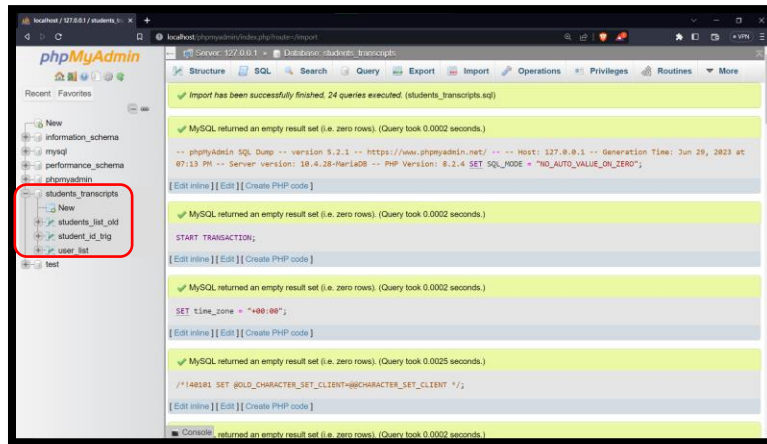 localhost / 127.0.0.1 / students_tr
localhost/phpmyadmin/index.php?route=/import
VPN
phpMyAdmin
Recent Favorites
New
information_schema
mysql
performance_schema
phpmyadmin
students_transcripts
New
students_list_old
student_id_trig
user_list
test
Server: 127.0.0.1 » Database: students_transcripts
Structure SQL Search Query Export Import Operations Privileges Routines More
Import has been successfully finished, 24 queries executed. (students_transcripts.sql)
MySQL returned an empty result set (i.e. zero rows). (Query took 0.0002 seconds.)
-- phpMyAdmin SQL Dump -- version 5.2.1 -- https://www.phpmyadmin.net/ -- -- Host: 127.0.0.1 -- Generation Time: Jun 29, 2023 at
07:13 PM -- Server version: 10.4.28-MariaDB -- PHP Version: 8.2.4 SET SQL_MODE = "NO_AUTO_VALUE_ON_ZERO";
[ Edit inline ] [ Edit ] [ Create PHP code ]
MySQL returned an empty result set (i.e. zero rows). (Query took 0.0002 seconds.)
START TRANSACTION;
[ Edit inline ] [ Edit ] [ Create PHP code ]
MySQL returned an empty result set (i.e. zero rows). (Query took 0.0002 seconds.)
SET time_zone = "+00:00";
[ Edit inline ] [ Edit ] [ Create PHP code ]
MySQL returned an empty result set (i.e. zero rows). (Query took 0.0025 seconds.)
/*!40101 SET @OLD_CHARACTER_SET_CLIENT=@@CHARACTER_SET_CLIENT */;
[ Edit inline ] [ Edit ] [ Create PHP code ]
Console returned an empty result set (i.e. zero rows). (Query took 0.0002 seconds.)